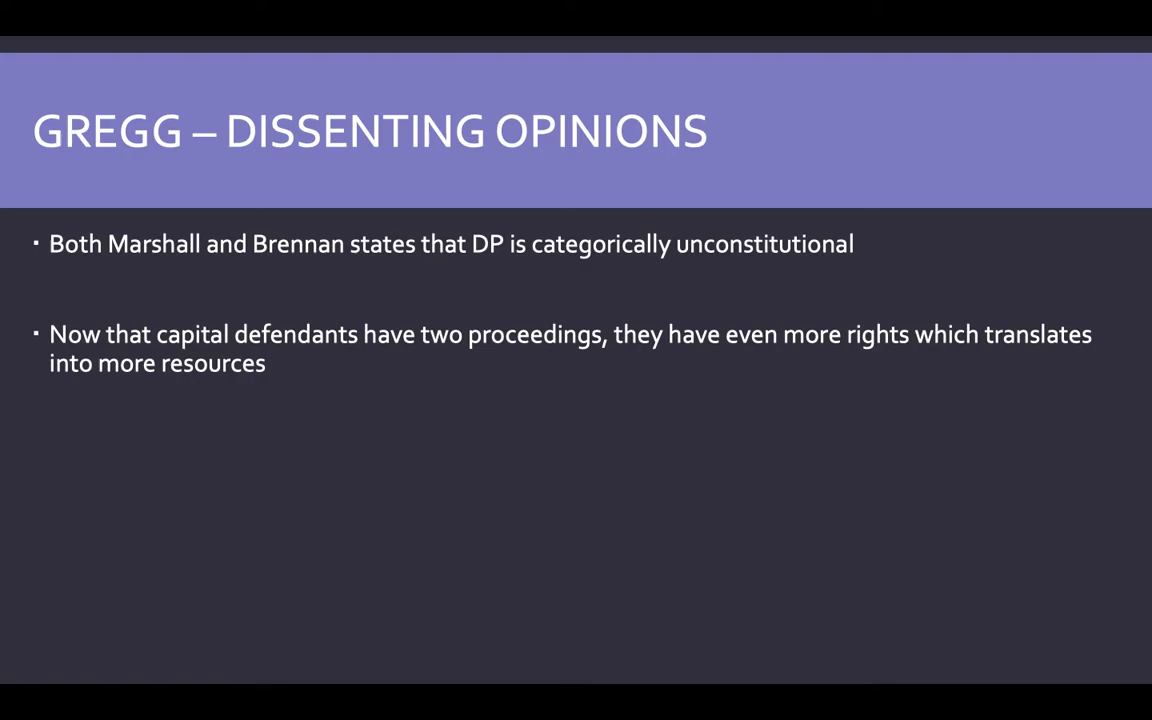 GREGG – DISSENTING OPINIONS
▪ Both Marshall and Brennan states that DP is categorically unconstitutional
▪ Now that capital defendants have two proceedings, they have even more rights which translates
into more resources